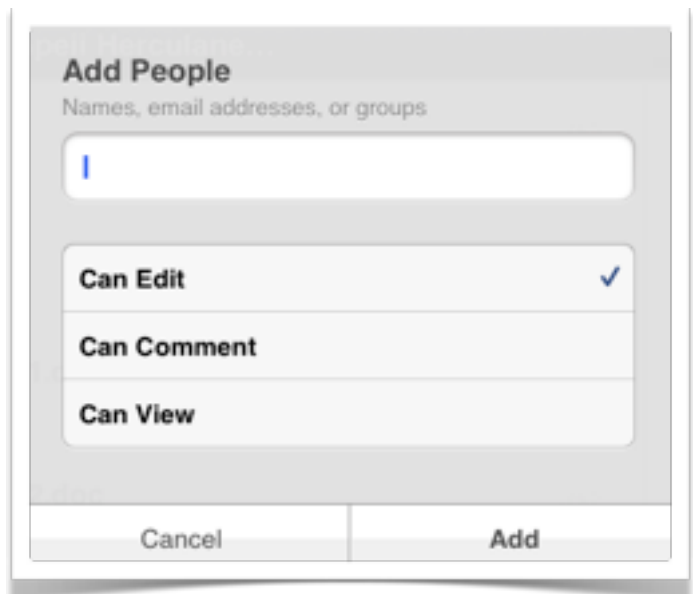 Add People
Names, email addresses, or groups
Can Edit
Can Comment
Can View
Cancel
Add